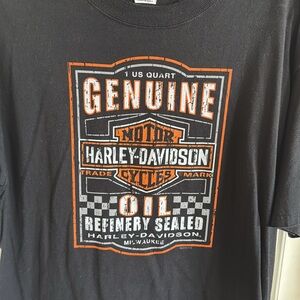 1 US QUART
GENUINE
MOTOR
HARLEY-DAVIDSON
TRADE MARK
CYCLES
OIL
REFINERY SEALED
HARLEY-DAVIDSON.
MILWAUKEE